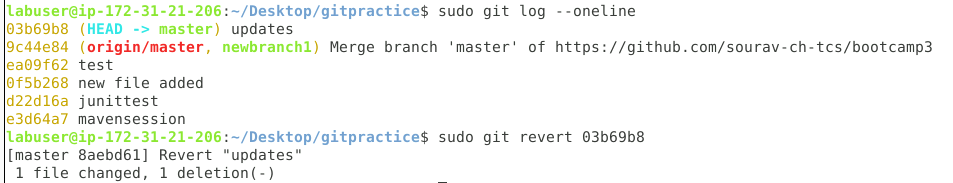 labuser@ip-172-31-21-206:~/Desktop/gitpractice$ sudo git log --oneline
03b69b8 (HEAD -> master) updates
9c44e84 (origin/master, newbranch1) Merge branch 'master' of https://github.com/sourav-ch-tcs/bootcamp3
ea09f62 test
0f5b268 new file added
d22d16a junittest
e3d64a7 mavensession
labuser@ip-172-31-21-206:~/Desktop/gitpractice$ sudo git revert 03b69b8
[master 8aebd61] Revert "updates"
 1 file changed, 1 deletion(-)